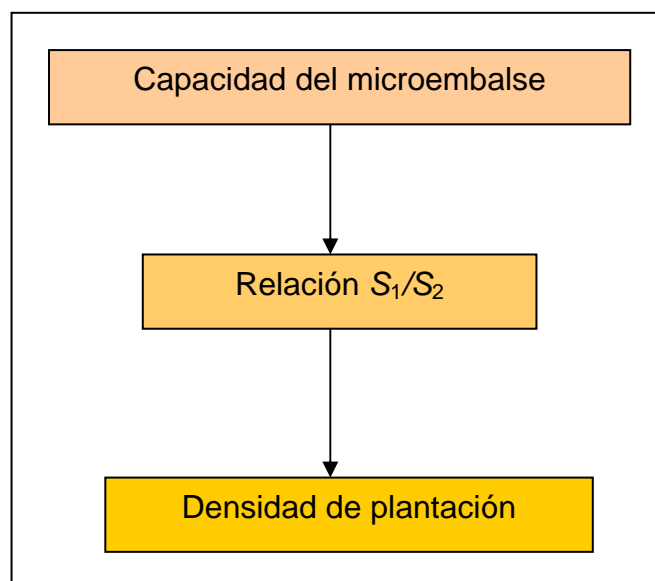 Capacidad del microembalse
Relación S₁/S₂
Densidad de plantación